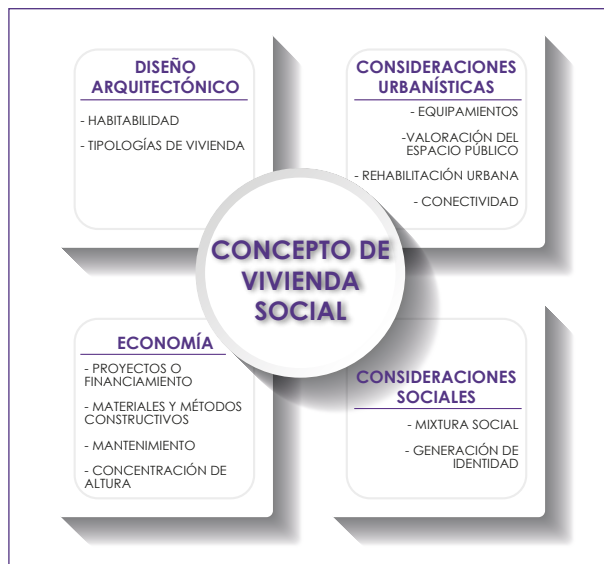 DISEÑO
ARQUITECTÓNICO
- HABITABILIDAD
- TIPOLOGÍAS DE VIVIENDA
CONSIDERACIONES
URBANÍSTICAS
- EQUIPAMIENTOS
-VALORACIÓN DEL
ESPACIO PÚBLICO
- REHABILITACIÓN URBANA
- CONECTIVIDAD
CONCEPTO DE
VIVIENDA
SOCIAL
ECONOMÍA
- PROYECTOS O
FINANCIAMIENTO
- MATERIALES Y MÉTODOS
CONSTRUCTIVOS
- MANTENIMIENTO
- CONCENTRACIÓN DE
ALTURA
CONSIDERACIONES
SOCIALES
- MIXTURA SOCIAL
- GENERACIÓN DE
IDENTIDAD